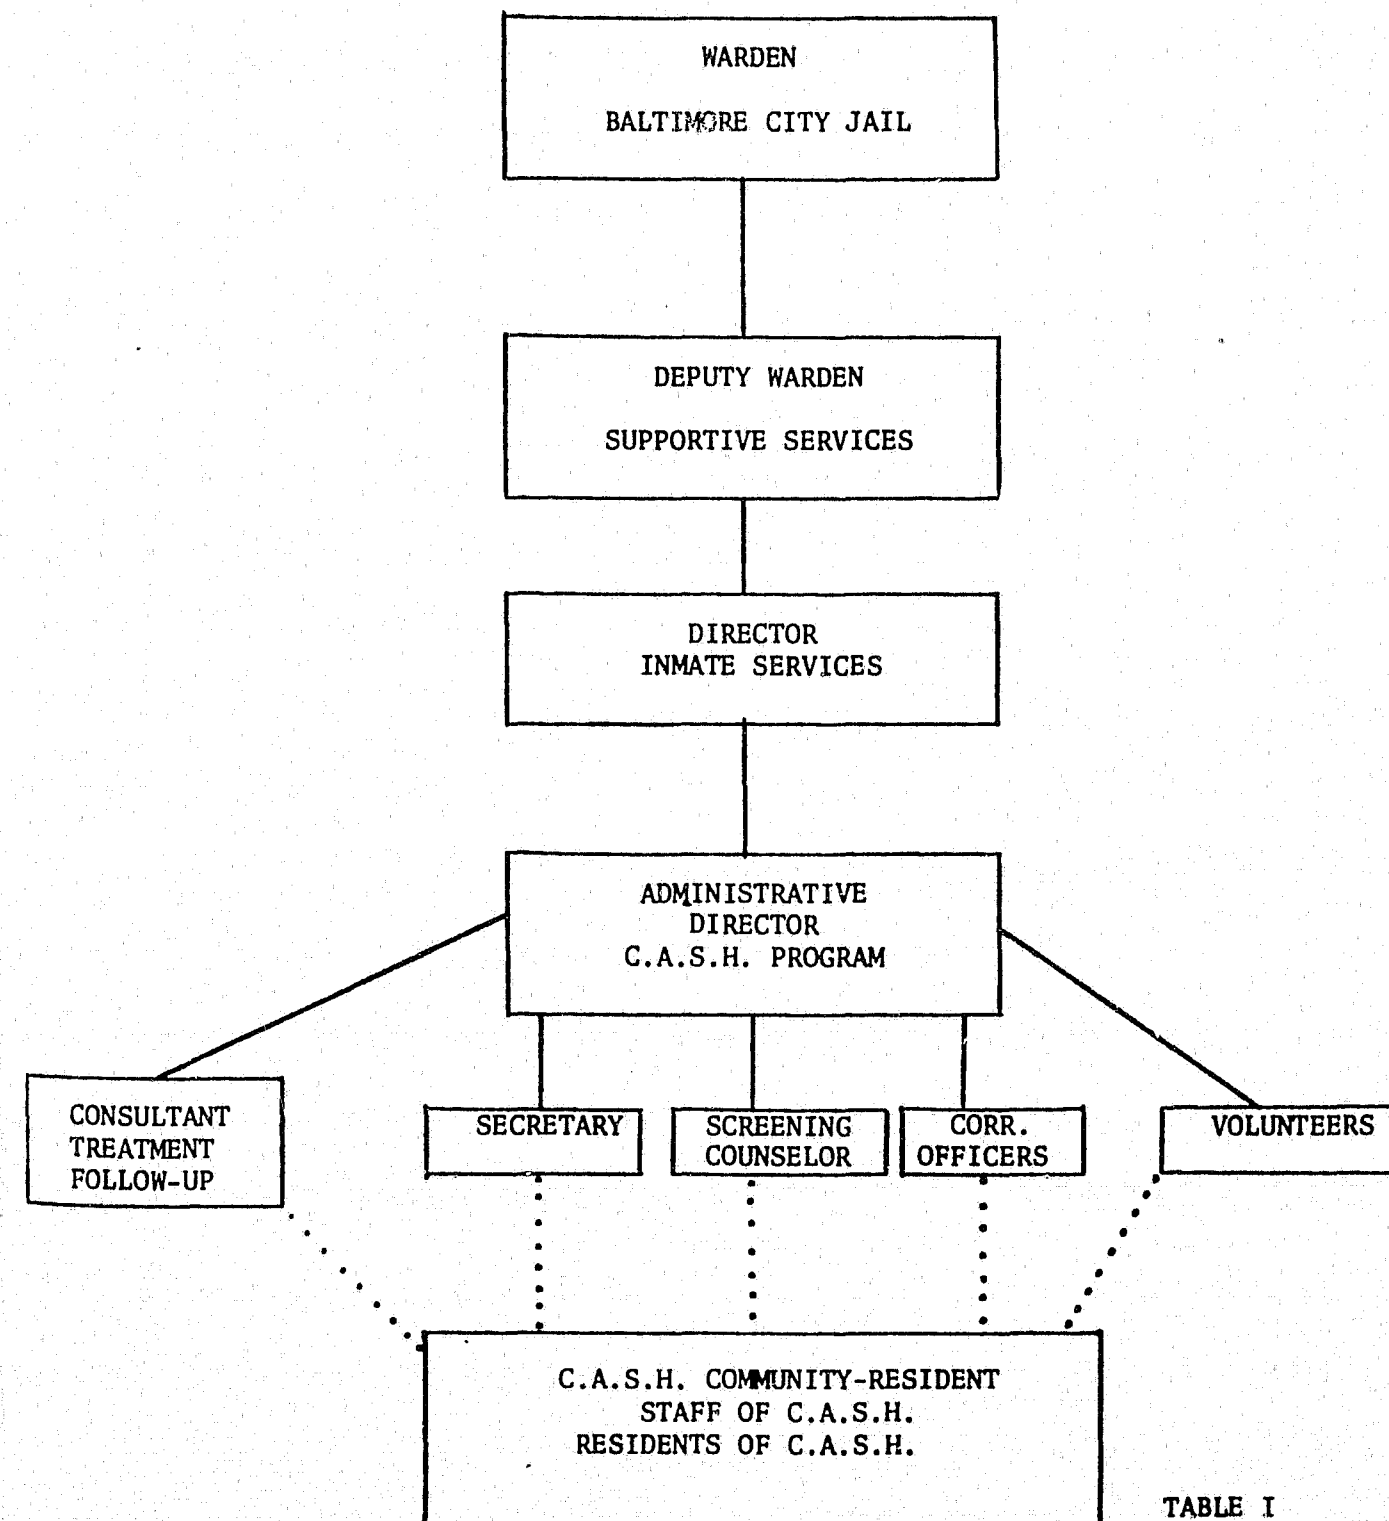 WARDEN
BALTIMORE CITY JAIL
DEPUTY WARDEN
SUPPORTIVE SERVICES
DIRECTOR
INMATE SERVICES
ADMINISTRATIVE
DIRECTOR
C.A.S.H. PROGRAM
CONSULTANT
TREATMENT
FOLLOW-UP
SECRETARY
SCREENING
COUNSELOR
CORR.
OFFICERS
VOLUNTEERS
C.A.S.H. COMMUNITY-RESIDENT
STAFF OF C.A.S.H.
RESIDENTS OF C.A.S.H.
TABLE I